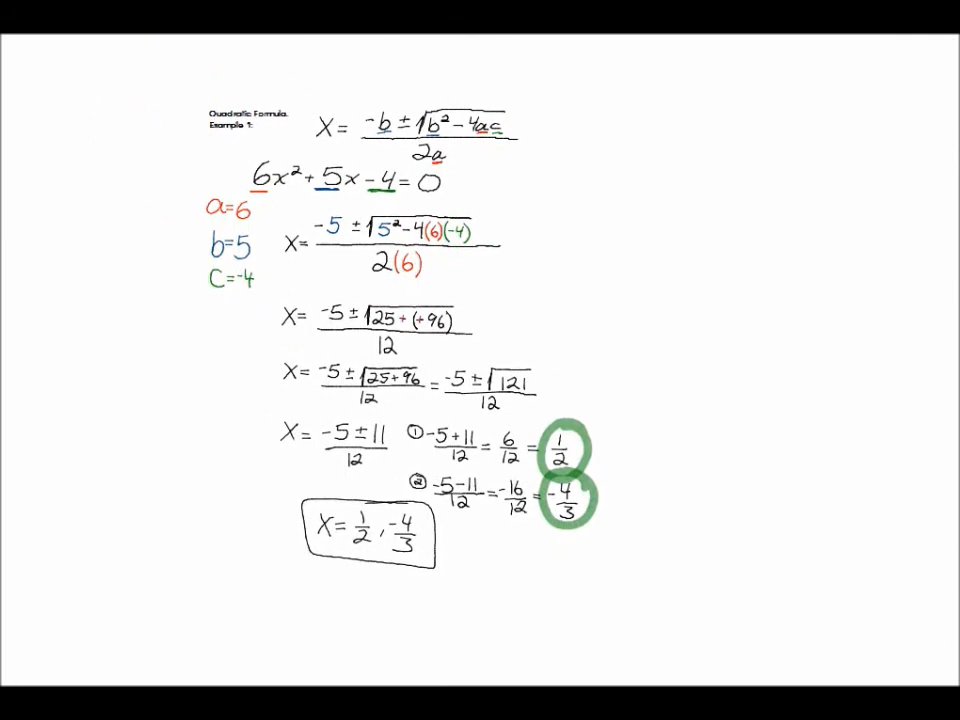 Quadratic Formula.
Example 1:
X = (-b ± √(b² - 4ac)) / 2a
6x² + 5x - 4 = 0
a=6
b=5
C=-4
X = (-5 ± √(5² - 4(6)(-4))) / 2(6)
X = (-5 ± √(25 + (+96))) / 12
X = (-5 ± √(25+96)) / 12 = (-5 ± √121) / 12
X = (-5 ± 11) / 12
① (-5+11) / 12 = 6/12 = 1/2
② (-5-11) / 12 = -16/12 = -4/3
X = 1/2, -4/3